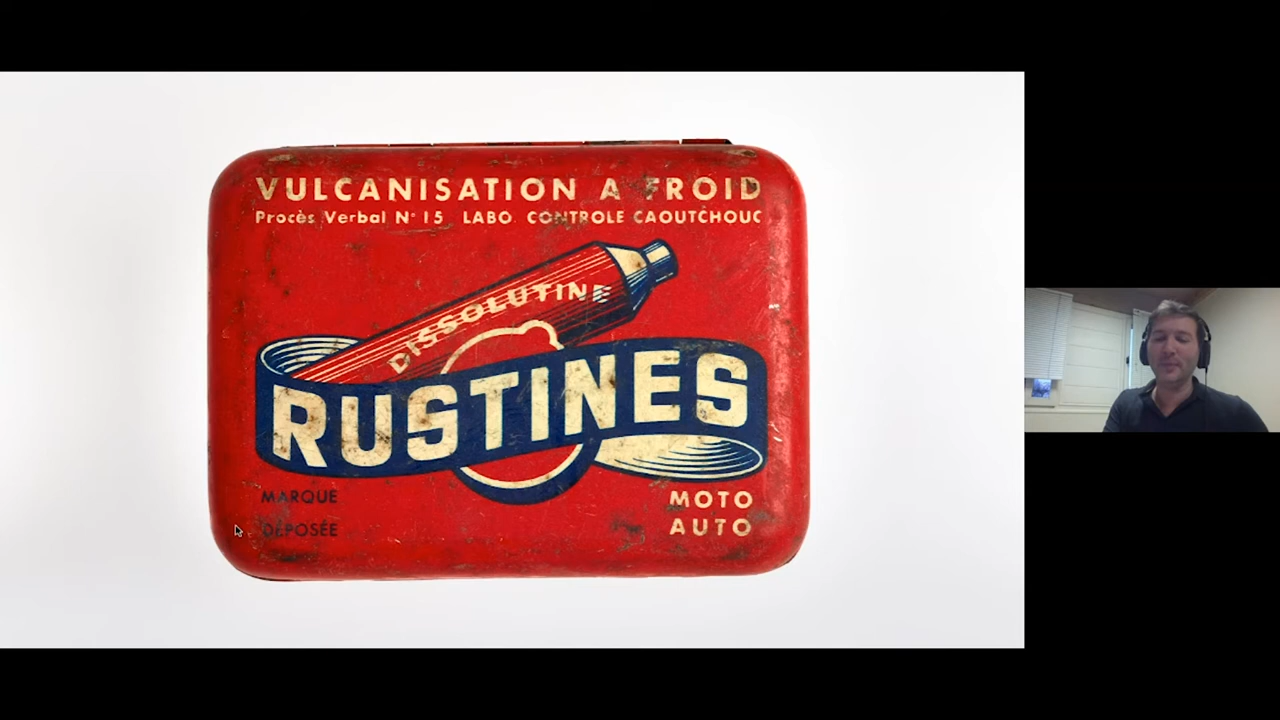 VULCANISATION A FROID
Procès Verbal N° 15 LABO. CONTROLE CAOUTCHOUC
DISSOLUTINE
RUSTINES
MARQUE
DÉPOSÉE
MOTO
AUTO